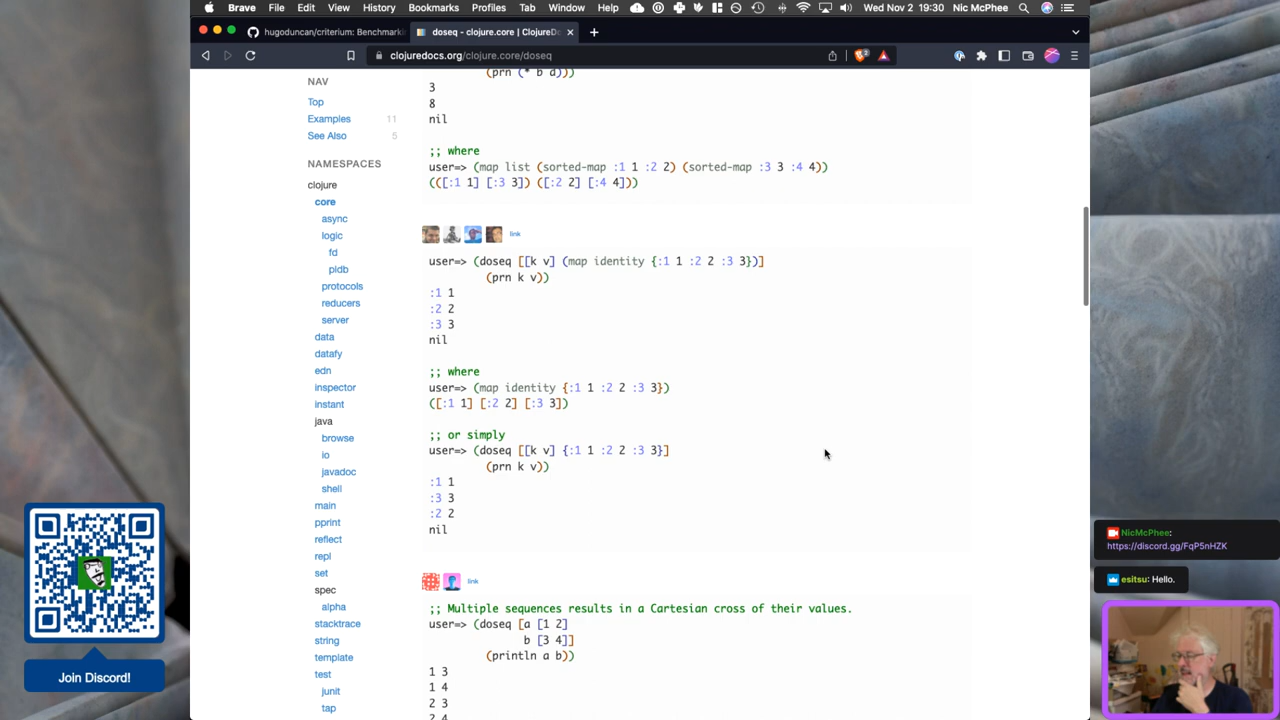 Brave File Edit View History Bookmarks Profiles Tab Window Help Wed Nov 2 19:30 Nic McPhee
hugoduncan/criterium: Benchmarki
doseq - clojure.core | ClojureDo
clojuredocs.org/clojure.core/doseq
NAV
Top
Examples 11
See Also 5
NAMESPACES
clojure
core
async
logic
fd
pldb
protocols
reducers
server
data
datafy
edn
inspector
instant
java
browse
io
javadoc
shell
main
pprint
reflect
repl
set
spec
alpha
stacktrace
string
template
test
junit
tap
(prn (* b a)))
3
8
nil
;; where
user=> (map list (sorted-map :1 1 :2 2) (sorted-map :3 3 :4 4))
(([:1 1] [:3 3]) ([:2 2] [:4 4]))
link
user=> (doseq [[k v] (map identity {:1 1 :2 2 :3 3})]
(prn k v))
:1 1
:2 2
:3 3
nil
;; where
user=> (map identity {:1 1 :2 2 :3 3})
([:1 1] [:2 2] [:3 3])
;; or simply
user=> (doseq [[k v] {:1 1 :2 2 :3 3}]
(prn k v))
:1 1
:3 3
:2 2
nil
link
;; Multiple sequences results in a Cartesian cross of their values.
user=> (doseq [a [1 2]
b [3 4]]
(println a b))
1 3
1 4
2 3
2 4
Join Discord!
NicMcPhee:
https://discord.gg/FqP5nHZK
esitsu: Hello.